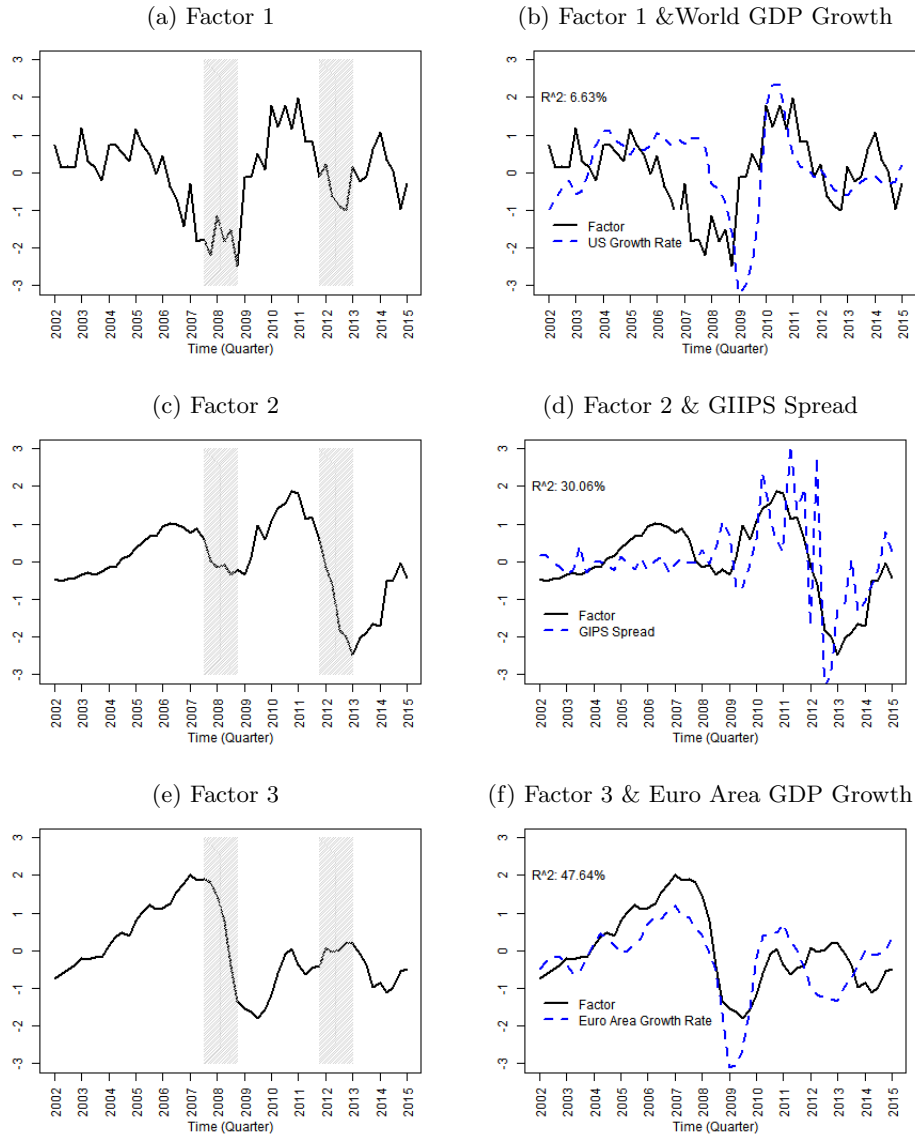 (a) Factor 1
3
2
1
0
-1
-2
-3
2002 2003 2004 2005 2006 2007 2008 2009 2010 2011 2012 2013 2014 2015
Time (Quarter)
(b) Factor 1 &World GDP Growth
3
2
1
0
-1
-2
-3
R^2: 6.63%
Factor
US Growth Rate
2002 2003 2004 2005 2006 2007 2008 2009 2010 2011 2012 2013 2014 2015
Time (Quarter)
(c) Factor 2
3
2
1
0
-1
-2
-3
2002 2003 2004 2005 2006 2007 2008 2009 2010 2011 2012 2013 2014 2015
Time (Quarter)
(d) Factor 2 & GIIPS Spread
3
2
1
0
-1
-2
-3
R^2: 30.06%
Factor
GIPS Spread
2002 2003 2004 2005 2006 2007 2008 2009 2010 2011 2012 2013 2014 2015
Time (Quarter)
(e) Factor 3
3
2
1
0
-1
-2
-3
2002 2003 2004 2005 2006 2007 2008 2009 2010 2011 2012 2013 2014 2015
Time (Quarter)
(f) Factor 3 & Euro Area GDP Growth
3
2
1
0
-1
-2
-3
R^2: 47.64%
Factor
Euro Area Growth Rate
2002 2003 2004 2005 2006 2007 2008 2009 2010 2011 2012 2013 2014 2015
Time (Quarter)